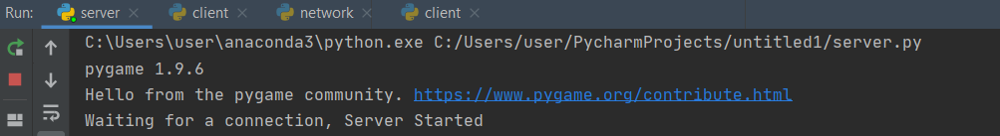 Run: server client network client
C:\Users\user\anaconda3\python.exe C:/Users/user/PycharmProjects/untitled1/server.py
pygame 1.9.6
Hello from the pygame community. https://www.pygame.org/contribute.html
Waiting for a connection, Server Started